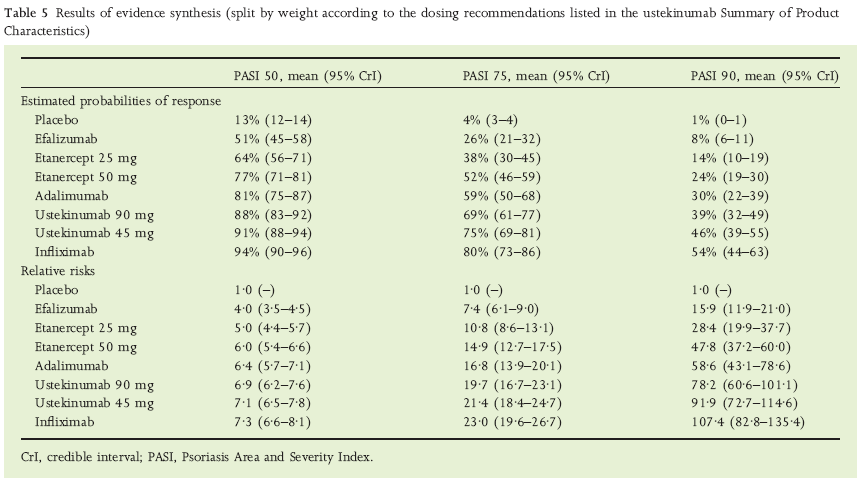 Table 5 Results of evidence synthesis (split by weight according to the dosing recommendations listed in the ustekinumab Summary of Product
Characteristics)
PASI 50, mean (95% CrI) PASI 75, mean (95% CrI) PASI 90, mean (95% CrI)
Estimated probabilities of response
Placebo 13% (12–14) 4% (3–4) 1% (0–1)
Efalizumab 51% (45–58) 26% (21–32) 8% (6–11)
Etanercept 25 mg 64% (56–71) 38% (30–45) 14% (10–19)
Etanercept 50 mg 77% (71–81) 52% (46–59) 24% (19–30)
Adalimumab 81% (75–87) 59% (50–68) 30% (22–39)
Ustekinumab 90 mg 88% (83–92) 69% (61–77) 39% (32–49)
Ustekinumab 45 mg 91% (88–94) 75% (69–81) 46% (39–55)
Infliximab 94% (90–96) 80% (73–86) 54% (44–63)
Relative risks
Placebo 1·0 (–) 1·0 (–) 1·0 (–)
Efalizumab 4·0 (3·5–4·5) 7·4 (6·1–9·0) 15·9 (11·9–21·0)
Etanercept 25 mg 5·0 (4·4–5·7) 10·8 (8·6–13·1) 28·4 (19·9–37·7)
Etanercept 50 mg 6·0 (5·4–6·6) 14·9 (12·7–17·5) 47·8 (37·2–60·0)
Adalimumab 6·4 (5·7–7·1) 16·8 (13·9–20·1) 58·6 (43·1–78·6)
Ustekinumab 90 mg 6·9 (6·2–7·6) 19·7 (16·7–23·1) 78·2 (60·6–101·1)
Ustekinumab 45 mg 7·1 (6·5–7·8) 21·4 (18·4–24·7) 91·9 (72·7–114·6)
Infliximab 7·3 (6·6–8·1) 23·0 (19·6–26·7) 107·4 (82·8–135·4)
CrI, credible interval; PASI, Psoriasis Area and Severity Index.